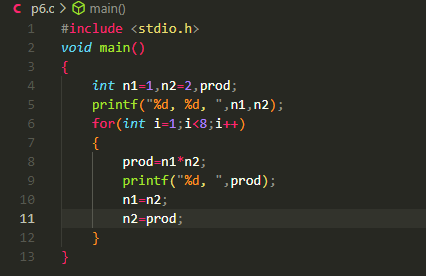 C p6.c > main()
1 #include <stdio.h>
2 void main()
3 {
4 int n1=1,n2=2,prod;
5 printf("%d, %d, ",n1,n2);
6 for(int i=1;i<8;i++)
7 {
8 prod=n1*n2;
9 printf("%d, ",prod);
10 n1=n2;
11 n2=prod;
12 }
13 }